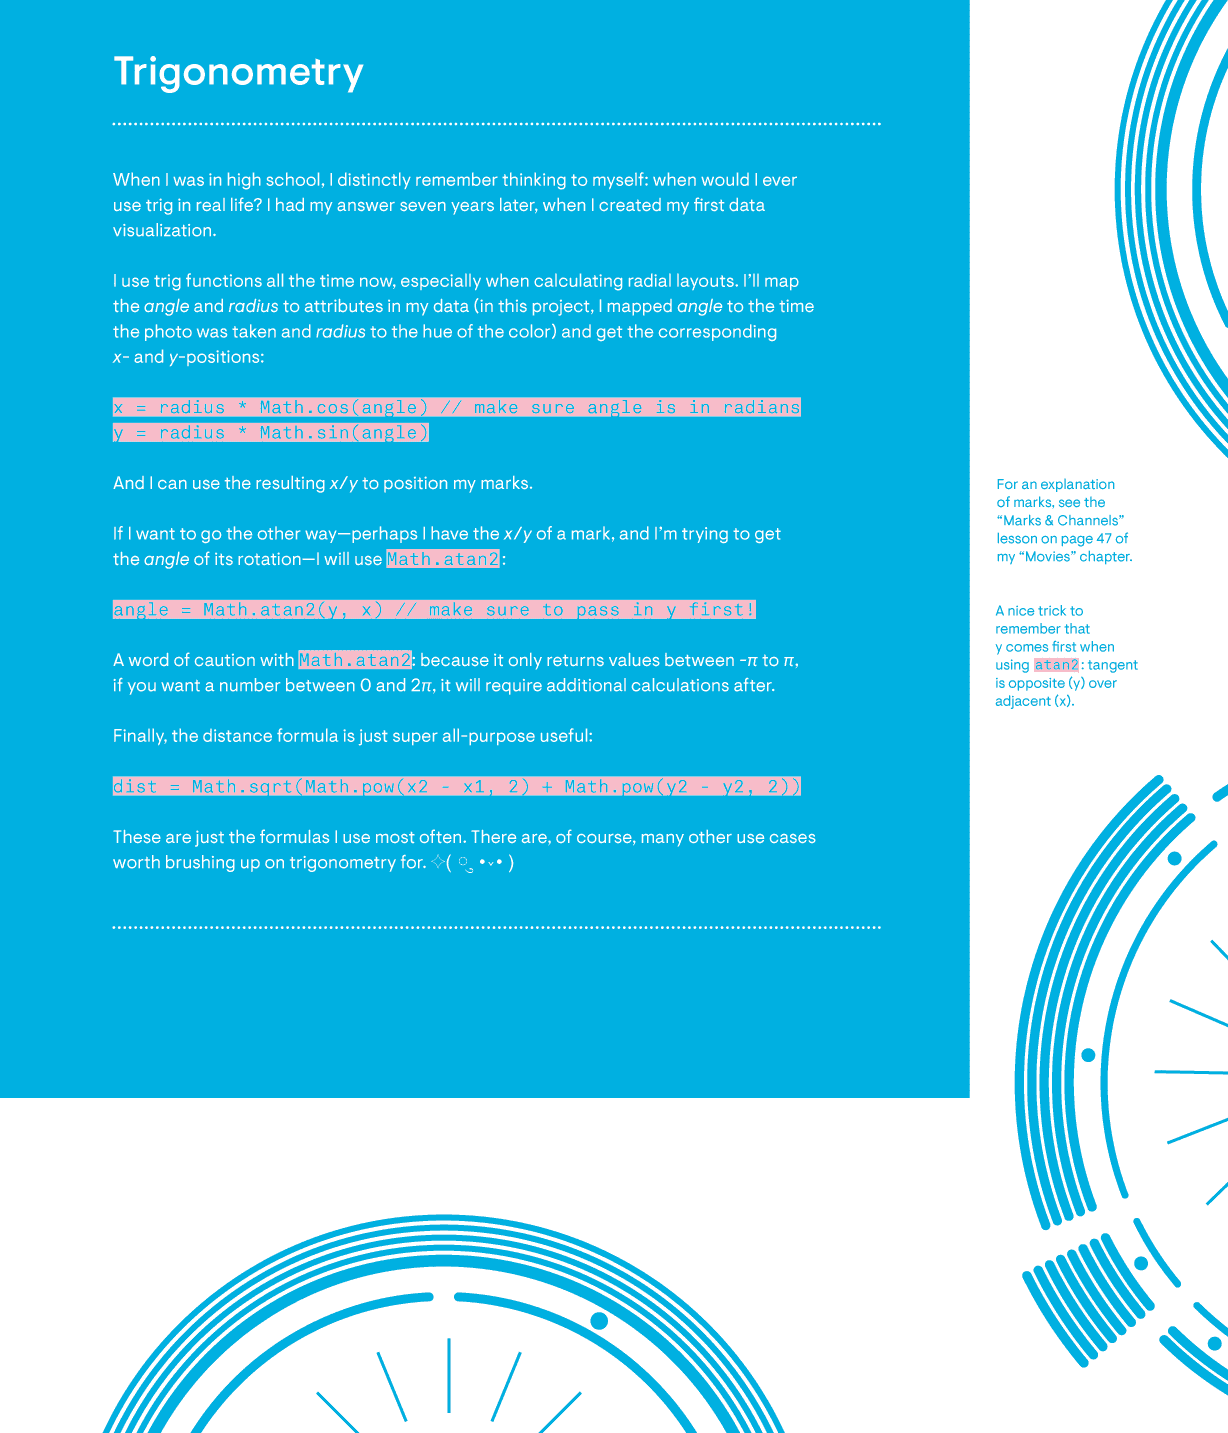 Trigonometry
When I was in high school, I distinctly remember thinking to myself: when would I ever
use trig in real life? I had my answer seven years later, when I created my first data
visualization.
I use trig functions all the time now, especially when calculating radial layouts. I’ll map
the angle and radius to attributes in my data (in this project, I mapped angle to the time
the photo was taken and radius to the hue of the color) and get the corresponding
x- and y-positions:
x = radius * Math.cos(angle) // make sure angle is in radians
y = radius * Math.sin(angle)
And I can use the resulting x/y to position my marks.
If I want to go the other way—perhaps I have the x/y of a mark, and I’m trying to get
the angle of its rotation—I will use Math.atan2:
angle = Math.atan2(y, x) // make sure to pass in y first!
A word of caution with Math.atan2: because it only returns values between -π to π,
if you want a number between 0 and 2π, it will require additional calculations after.
Finally, the distance formula is just super all-purpose useful:
dist = Math.sqrt(Math.pow(x2 - x1, 2) + Math.pow(y2 - y2, 2))
These are just the formulas I use most often. There are, of course, many other use cases
worth brushing up on trigonometry for. ✧( ु•⌄• )
For an explanation
of marks, see the
“Marks & Channels”
lesson on page 47 of
my “Movies” chapter.
A nice trick to
remember that
y comes first when
using atan2: tangent
is opposite (y) over
adjacent (x).